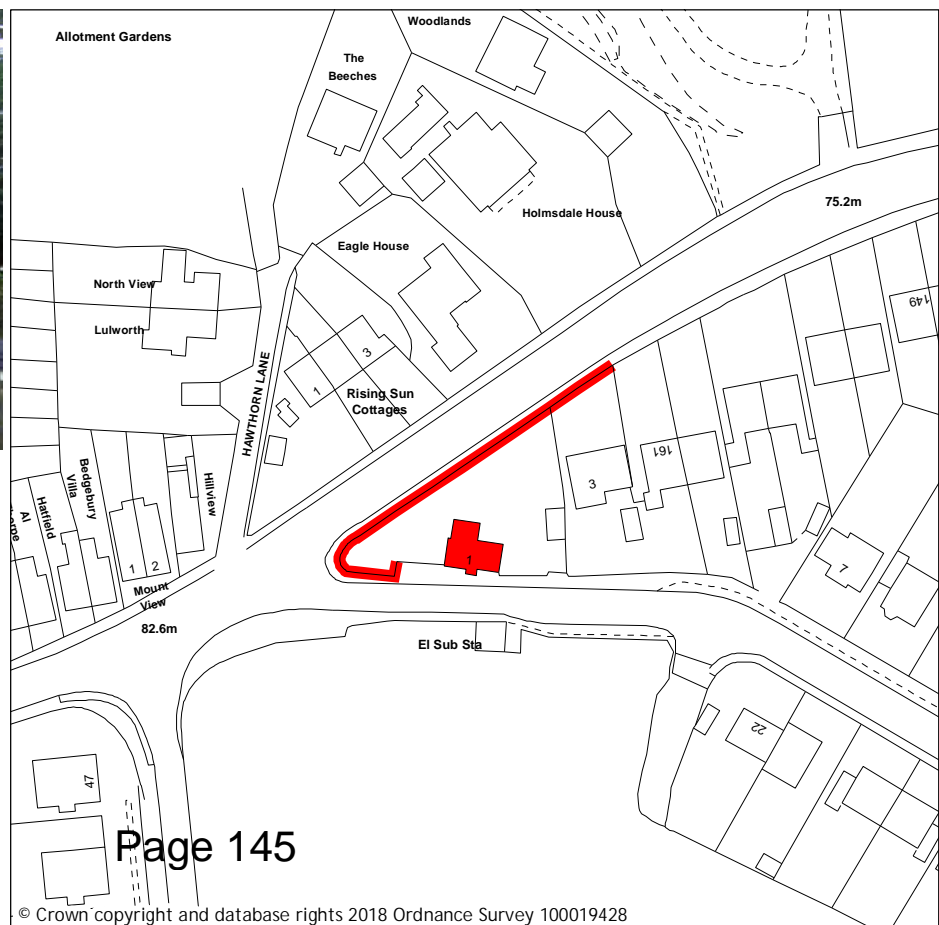 Woodlands
Allotment Gardens
The
Beeches
75.2m
Holmsdale House
Eagle House
North View
Lulworth
149
3
1
Rising Sun
Cottages
HAWTHORN LANE
161
3
Bedgebury
Villa
Hatfield
Hillview
1
2
1
7
Mount
View
82.6m
El Sub Sta
22
47
Page 145
© Crown copyright and database rights 2018 Ordnance Survey 100019428